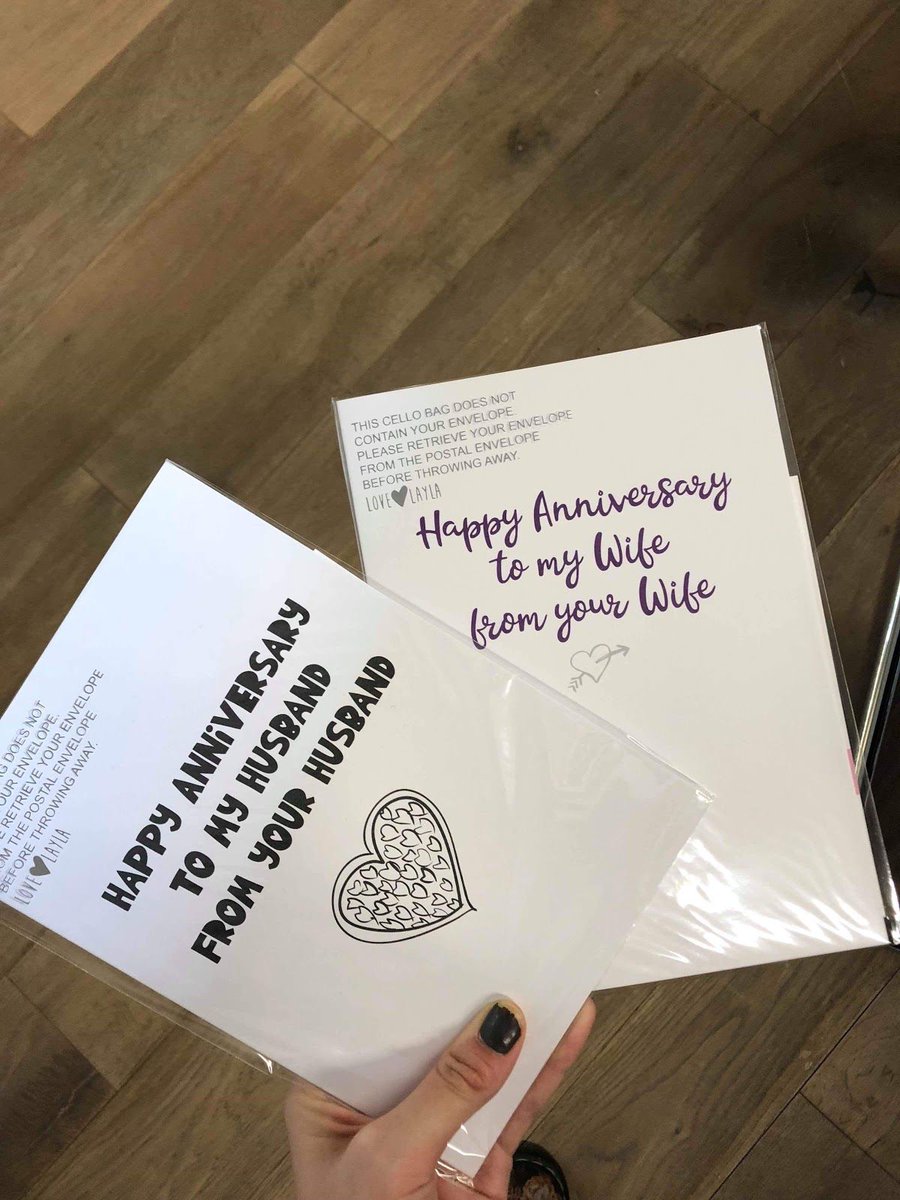 THIS CELLO BAG DOES NOT
CONTAIN YOUR ENVELOPE
PLEASE RETRIEVE YOUR ENVELOPE
FROM THE POSTAL ENVELOPE
BEFORE THROWING AWAY.
LOVE LAYLA
Happy Anniversary
to my Wife
from your Wife
DOES NOT
OUR ENVELOPE.
RETRIEVE YOUR ENVELOPE
THE POSTAL ENVELOPE
BEFORE THROWING AWAY.
LOVE LAYLA
HAPPY ANNIVERSARY
TO MY HUSBAND
FROM YOUR HUSBAND